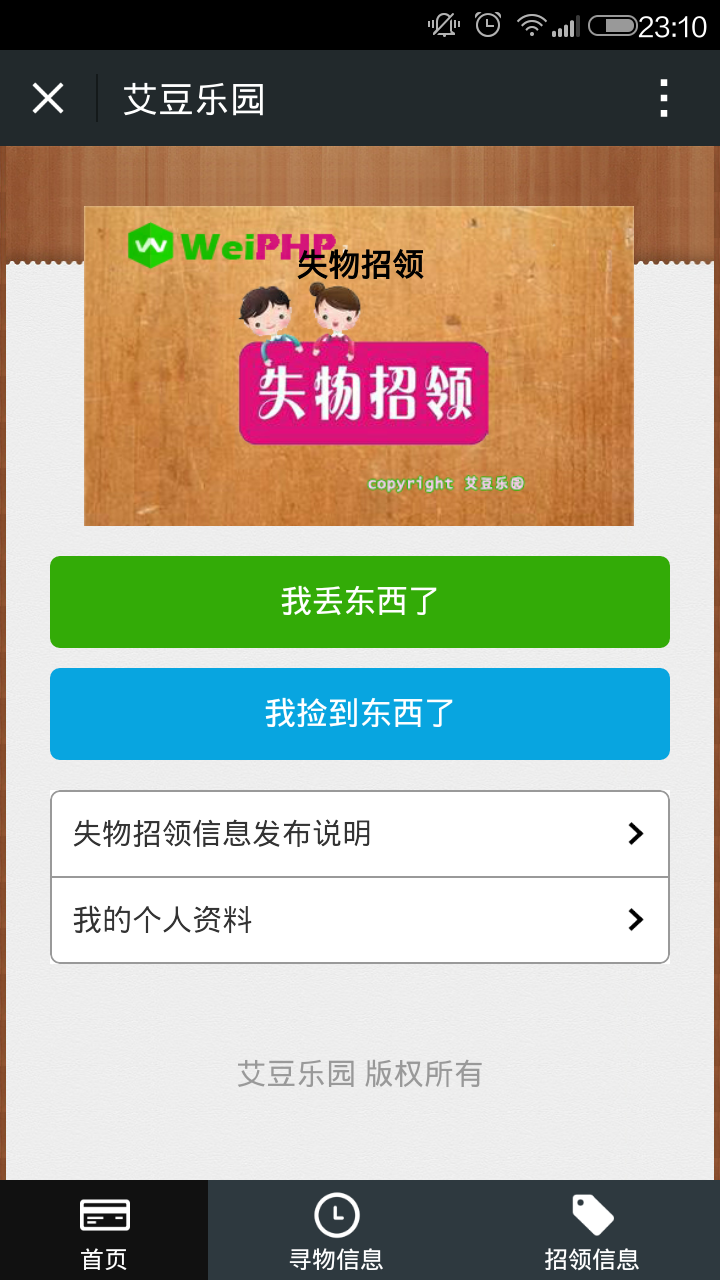 23:10
艾豆乐园
WeiPHP
失物招领
失物招领
copyright 艾豆乐园
我丢东西了
我捡到东西了
失物招领信息发布说明
我的个人资料
艾豆乐园 版权所有
首页
寻物信息
招领信息